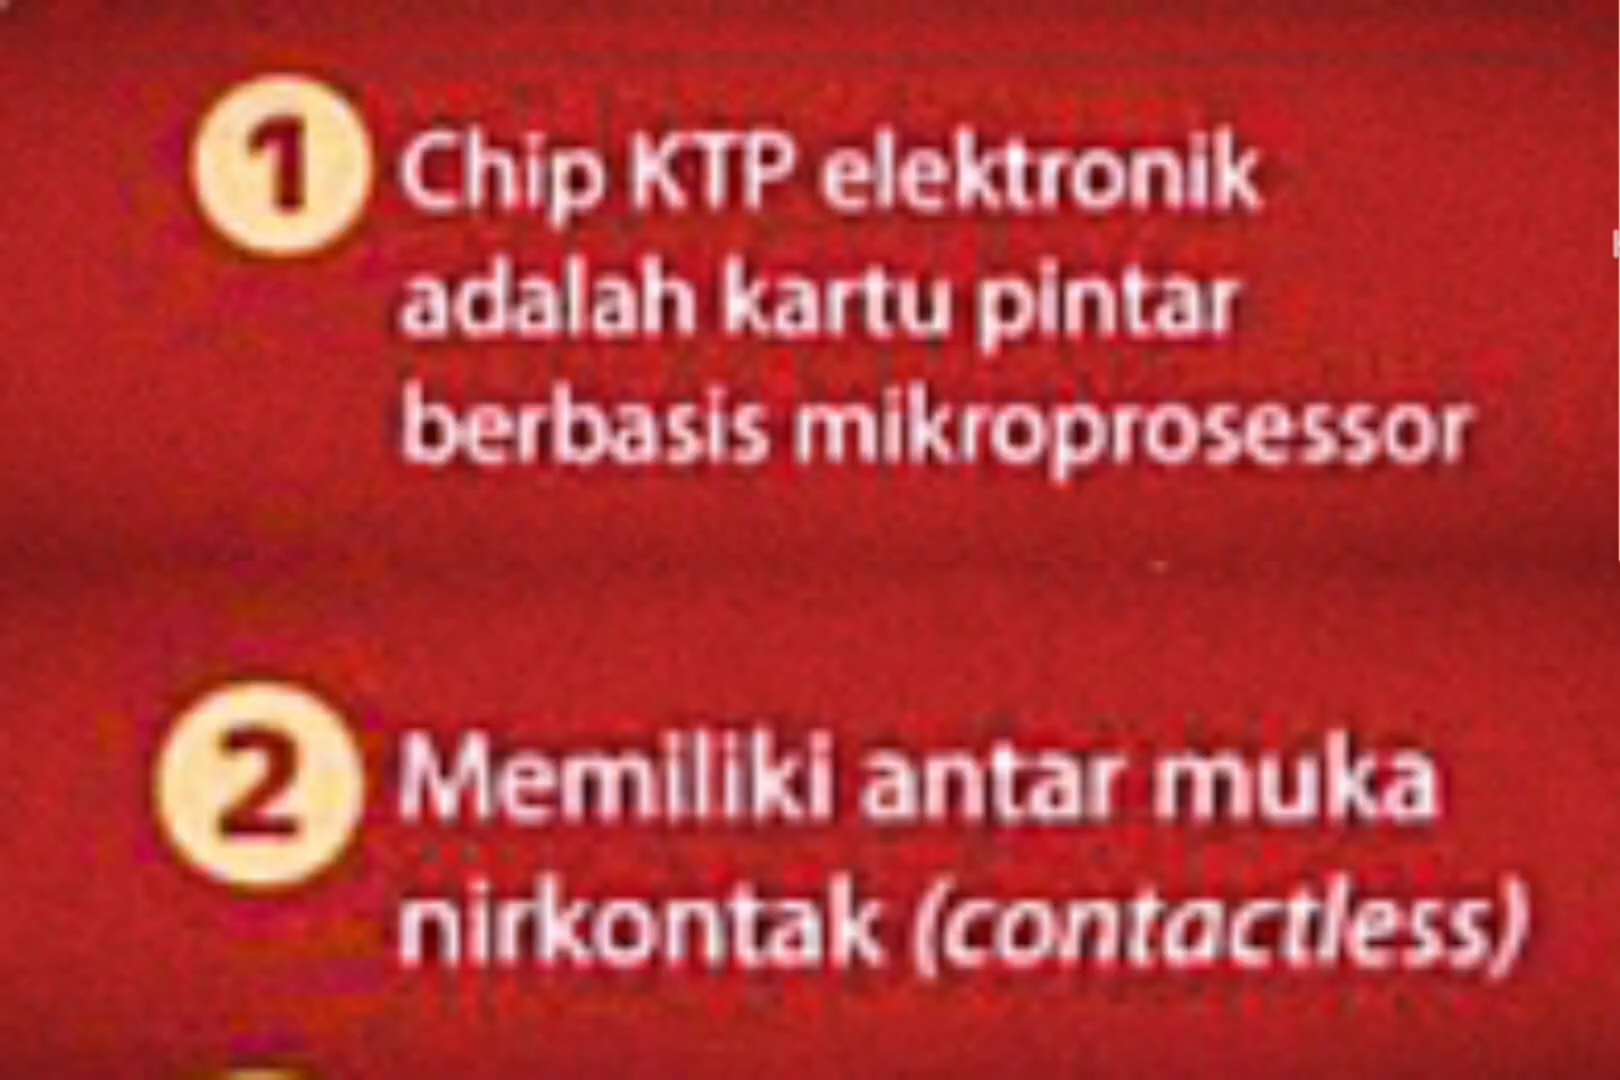 1 Chip KTP elektronik
adalah kartu pintar
berbasis mikroprosessor
2 Memiliki antar muka
nirkontak (contactless)